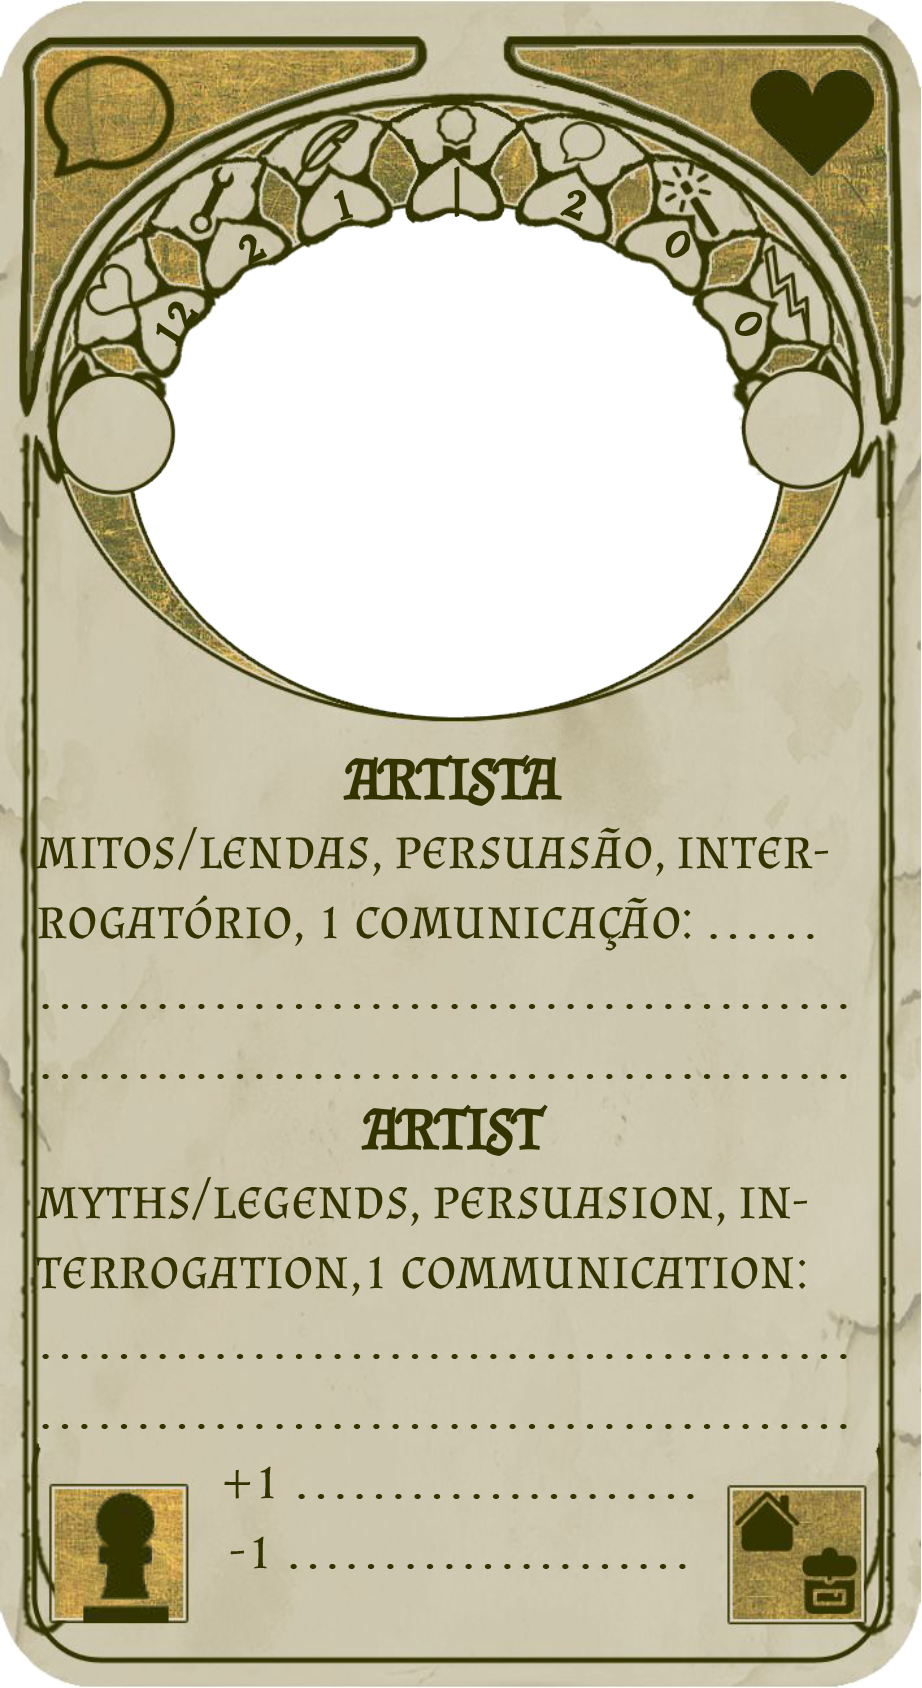 12
2
1
1
2
0
0
ARTISTA
MITOS/LENDAS, PERSUASÃO, INTER-
ROGATÓRIO, 1 COMUNICAÇÃO: ......
..........................................
..........................................
ARTIST
MYTHS/LEGENDS, PERSUASION, IN-
TERROGATION,1 COMMUNICATION:
..........................................
..........................................
+1 .....................
-1 .....................